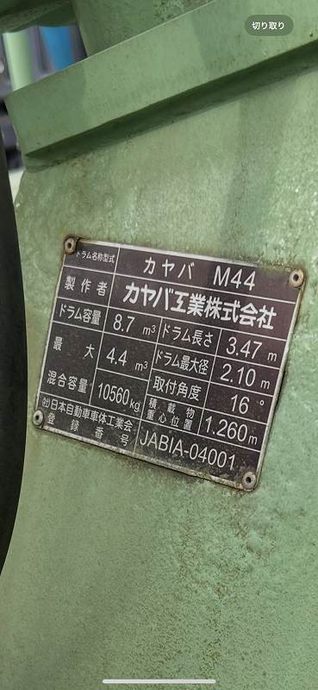 切り取り
ドラム名称型式 カヤバ M44
製作者 カヤバ工業株式会社
ドラム容量 8.7 m³ ドラム長さ 3.47 m
最大混合容量 4.4 m³ ドラム最大径 2.10 m
10560kg 取付角度 16 °
積載物重心位置 1.260m
(社)日本自動車車体工業会
登録番号 JABIA-04001